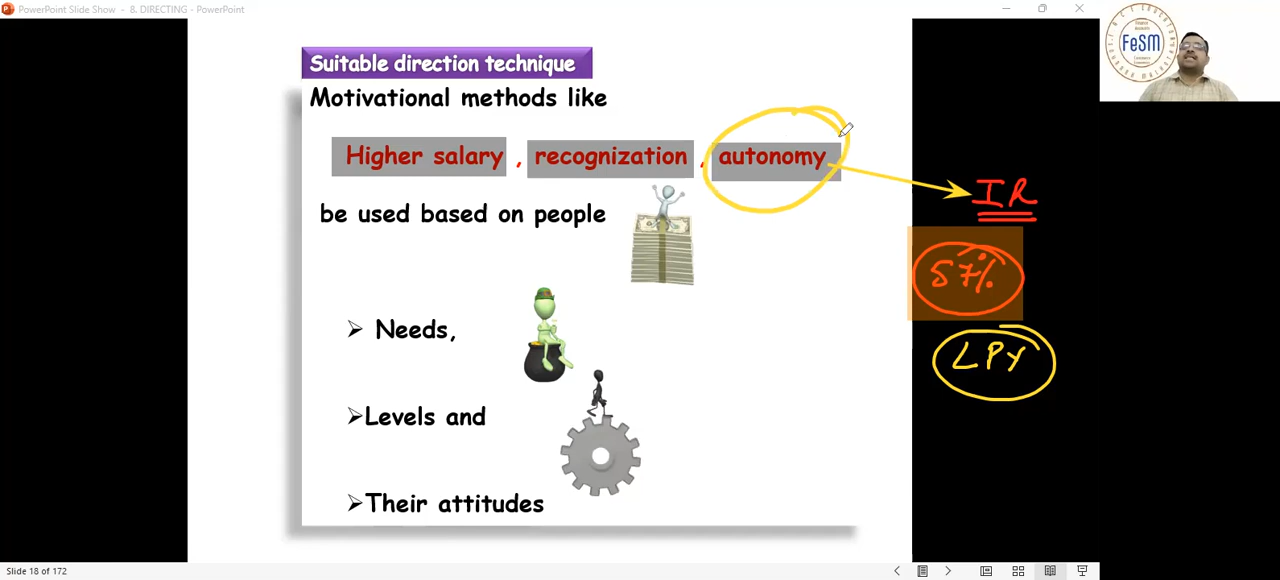 PowerPoint Slide Show - 8. DIRECTING - PowerPoint
FeSM
Suitable direction technique
Motivational methods like
Higher salary , recognization , autonomy
IR
be used based on people
57%
Needs,
LPY
Levels and
Their attitudes
Slide 18 of 172